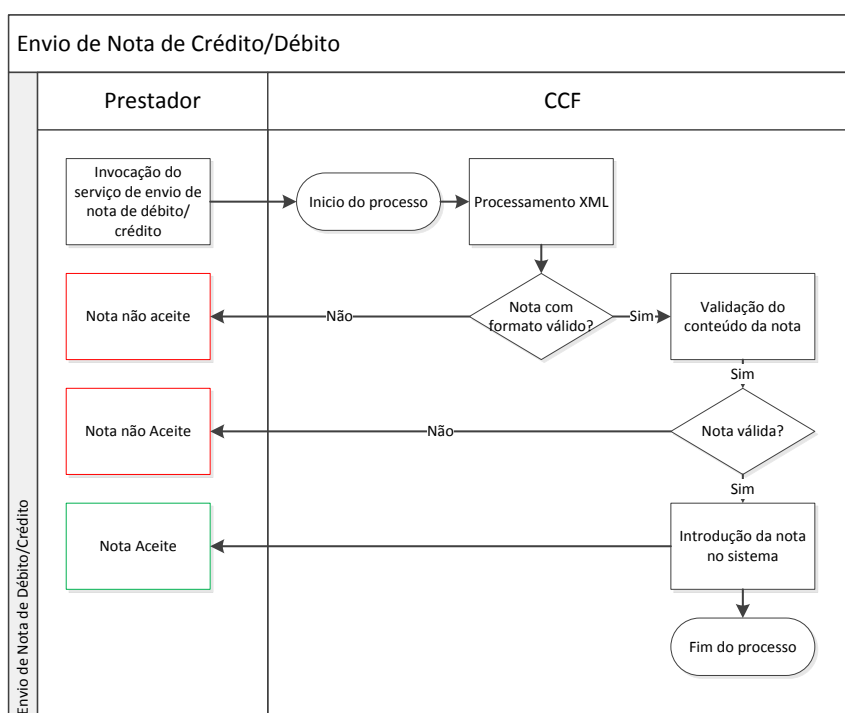 Envio de Nota de Crédito/Débito
Prestador
CCF
Invocação do
serviço de envio de
nota de débito/
crédito
Inicio do processo
Processamento XML
Nota não aceite
Não
Nota com
formato válido?
Sim
Validação do
conteúdo da nota
Sim
Nota não Aceite
Não
Nota válida?
Sim
Nota Aceite
Introdução da nota
no sistema
Fim do processo
Envio de Nota de Débito/Crédito